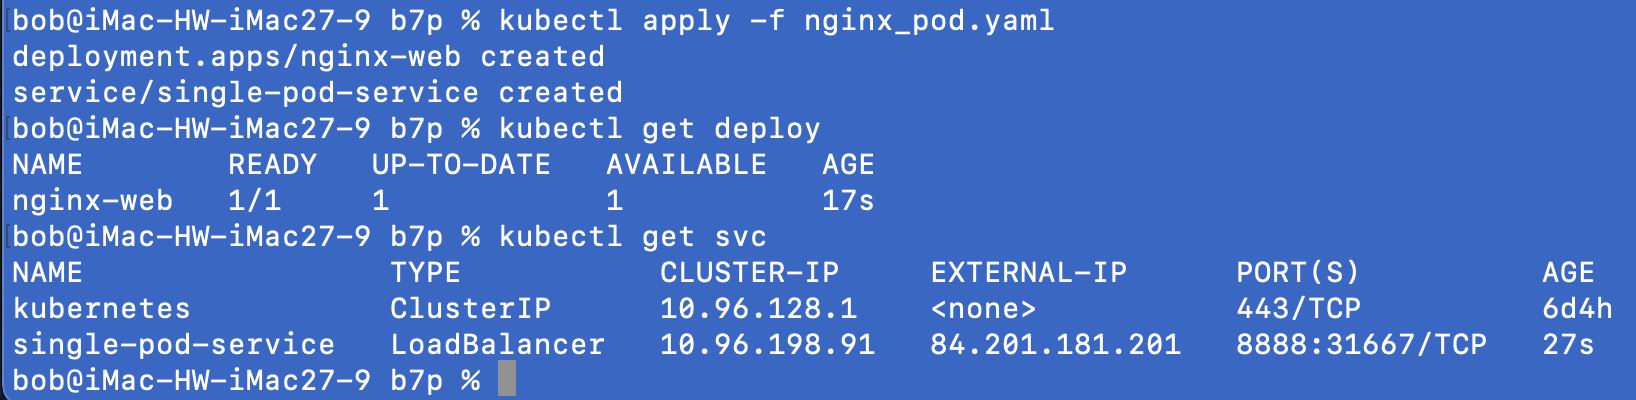 [bob@iMac-HW-iMac27-9 b7p % kubectl apply -f nginx_pod.yaml
deployment.apps/nginx-web created
service/single-pod-service created
[bob@iMac-HW-iMac27-9 b7p % kubectl get deploy
NAME        READY   UP-TO-DATE   AVAILABLE   AGE
nginx-web   1/1     1            1           17s
[bob@iMac-HW-iMac27-9 b7p % kubectl get svc
NAME                 TYPE           CLUSTER-IP     EXTERNAL-IP      PORT(S)          AGE
kubernetes           ClusterIP      10.96.128.1    <none>           443/TCP          6d4h
single-pod-service   LoadBalancer   10.96.198.91   84.201.181.201   8888:31667/TCP   27s
bob@iMac-HW-iMac27-9 b7p %